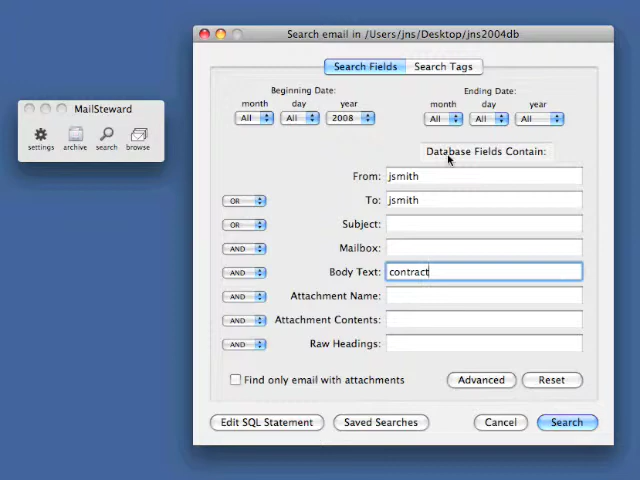 Search email in /Users/jns/Desktop/jns2004db
Search Fields Search Tags
Beginning Date: Ending Date:
month day year month day year
All All 2008 All All All
MailSteward
settings archive search browse
Database Fields Contain:
From: jsmith
OR To: jsmith
OR Subject:
AND Mailbox:
AND Body Text: contract
AND Attachment Name:
AND Attachment Contents:
AND Raw Headings:
Find only email with attachments Advanced Reset
Edit SQL Statement Saved Searches Cancel Search